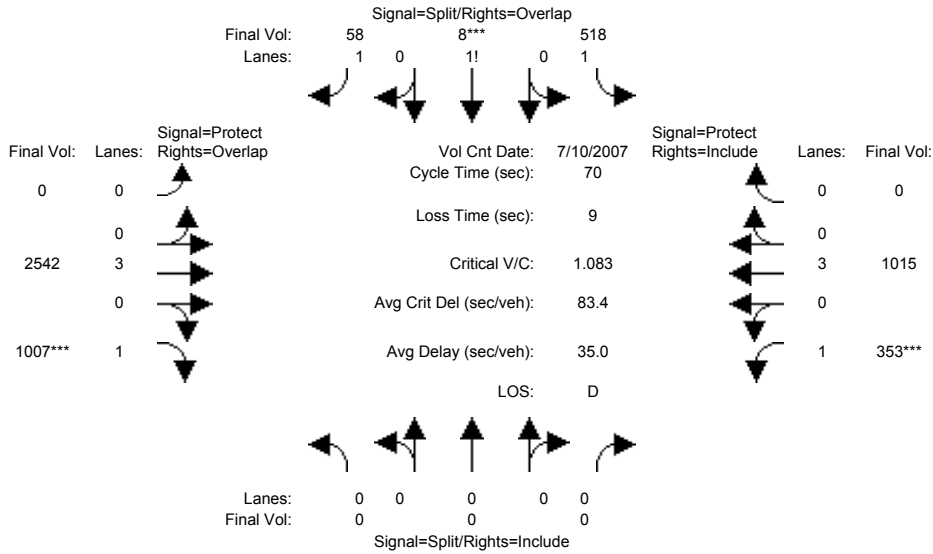 Signal=Split/Rights=Overlap
Final Vol: 58 8*** 518
Lanes: 1 0 1! 0 1
Signal=Protect Signal=Protect
Final Vol: Lanes: Rights=Overlap Vol Cnt Date: 7/10/2007 Rights=Include Lanes: Final Vol:
Cycle Time (sec): 70
0 0 0 0
Loss Time (sec): 9
0 0
2542 3 Critical V/C: 1.083 3 1015
0 Avg Crit Del (sec/veh): 83.4 0
1007*** 1 Avg Delay (sec/veh): 35.0 1 353***
LOS: D
Lanes: 0 0 0 0 0
Final Vol: 0 0 0
Signal=Split/Rights=Include